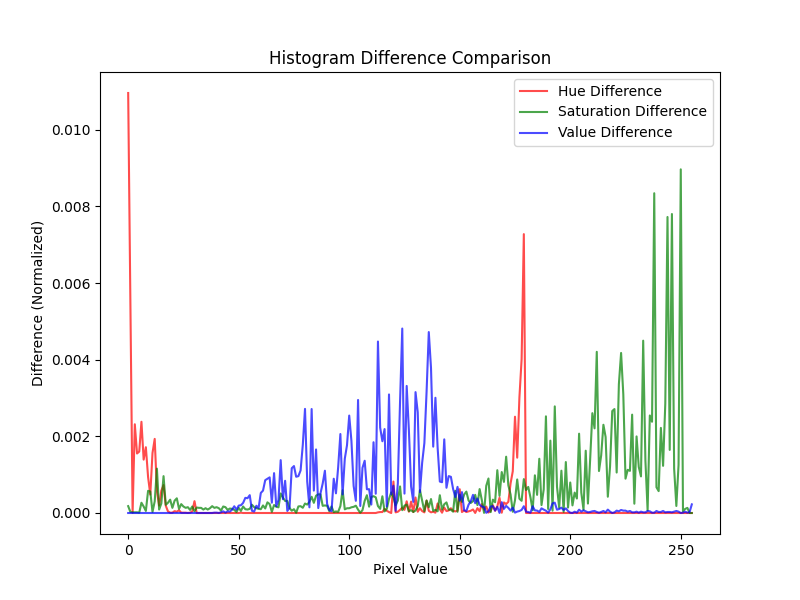 Histogram Difference Comparison
Hue Difference
Saturation Difference
Value Difference
Difference (Normalized)
0.010
0.008
0.006
0.004
0.002
0.000
0 50 100 150 200 250
Pixel Value